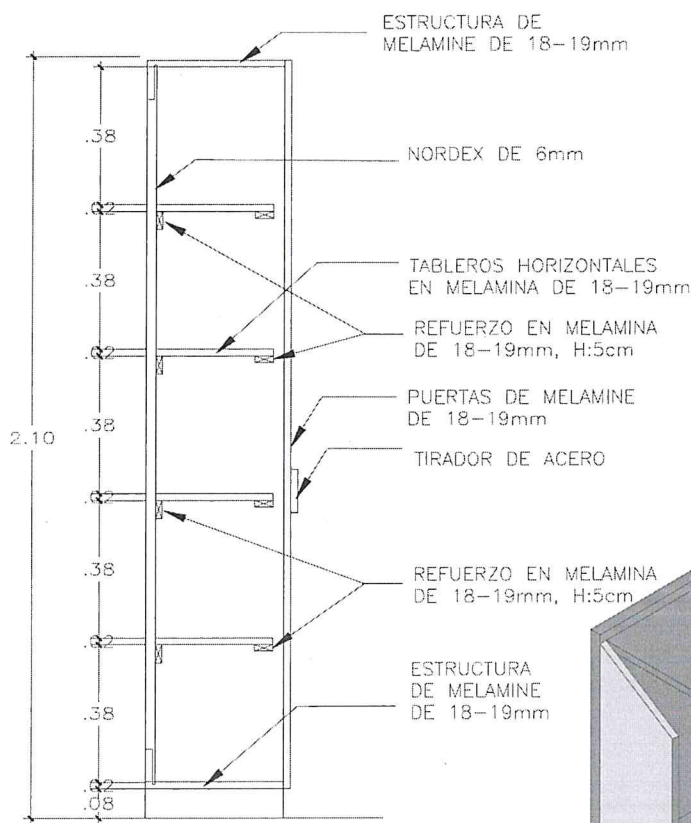 ESTRUCTURA DE
MELAMINE DE 18-19mm
.38
NORDEX DE 6mm
.02
.38
TABLEROS HORIZONTALES
EN MELAMINA DE 18-19mm
REFUERZO EN MELAMINA
DE 18-19mm, H:5cm
.02
.38
PUERTAS DE MELAMINE
DE 18-19mm
2.10
TIRADOR DE ACERO
.02
.38
REFUERZO EN MELAMINA
DE 18-19mm, H:5cm
.02
.38
ESTRUCTURA
DE MELAMINE
DE 18-19mm
.02
.08